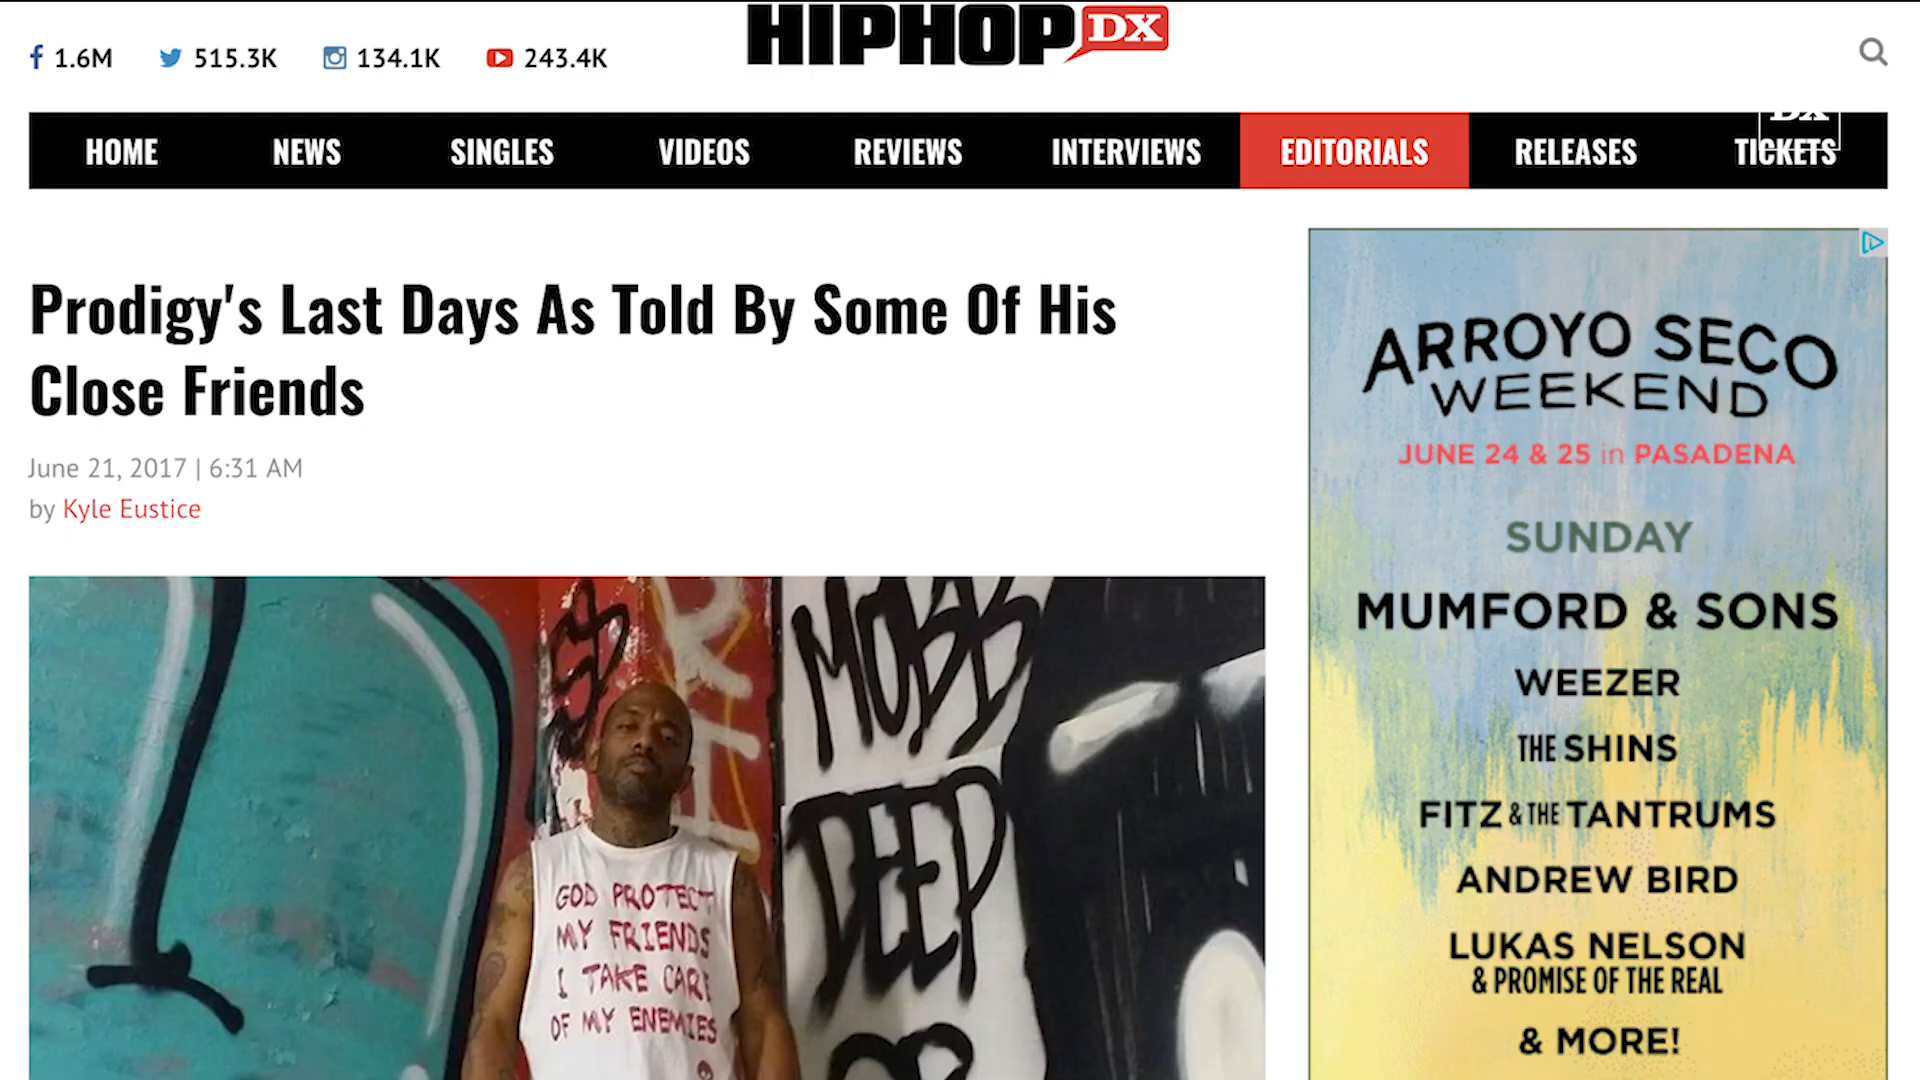 1.6M 515.3K 134.1K 243.4K
HIPHOPDX
HOME NEWS SINGLES VIDEOS REVIEWS INTERVIEWS EDITORIALS RELEASES TICKETS
DX
Prodigy's Last Days As Told By Some Of His
Close Friends
June 21, 2017 | 6:31 AM
by Kyle Eustice
MOBB
DEEP
GOD PROTECT
MY FRIENDS
I TAKE CARE
OF MY ENEMIES
ARROYO SECO
WEEKEND
JUNE 24 & 25 in PASADENA
SUNDAY
MUMFORD & SONS
WEEZER
THE SHINS
FITZ & THE TANTRUMS
ANDREW BIRD
LUKAS NELSON
& PROMISE OF THE REAL
& MORE!